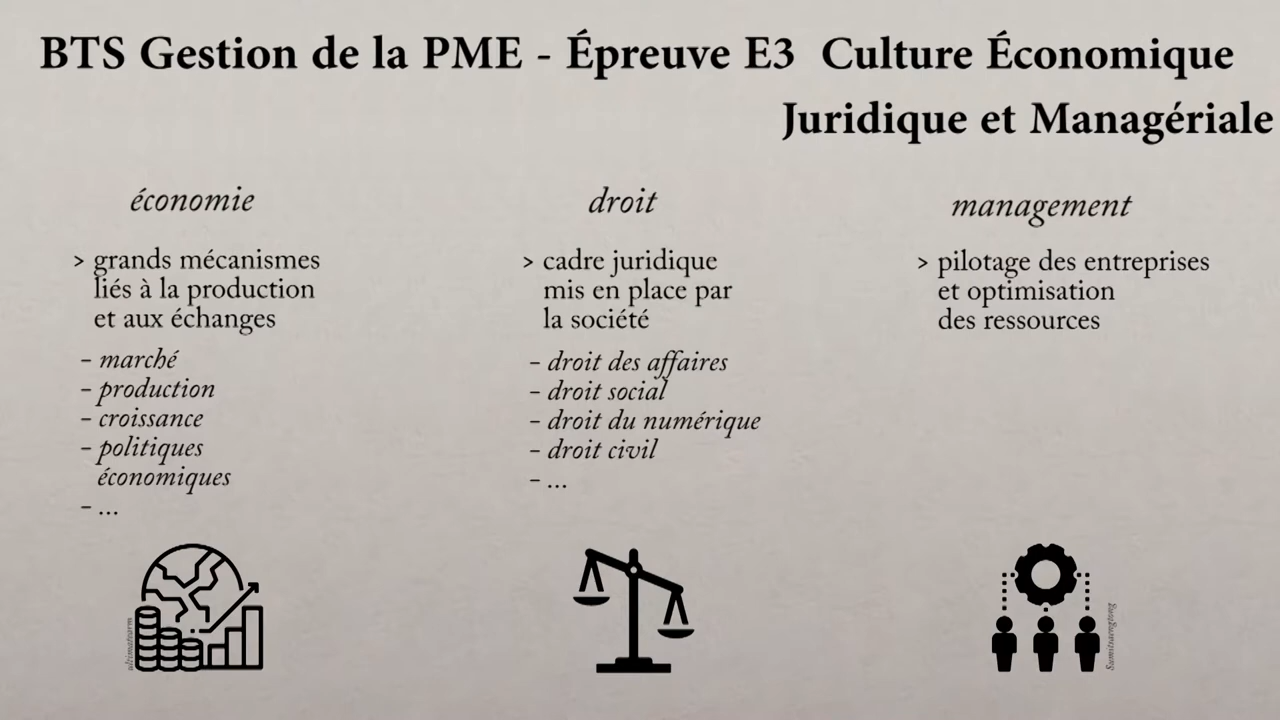 BTS Gestion de la PME - Épreuve E3 Culture Économique
Juridique et Managériale
économie
> grands mécanismes
liés à la production
et aux échanges
- marché
- production
- croissance
- politiques
économiques
- ...
droit
> cadre juridique
mis en place par
la société
- droit des affaires
- droit social
- droit du numérique
- droit civil
- ...
management
> pilotage des entreprises
et optimisation
des ressources
ultimatearm